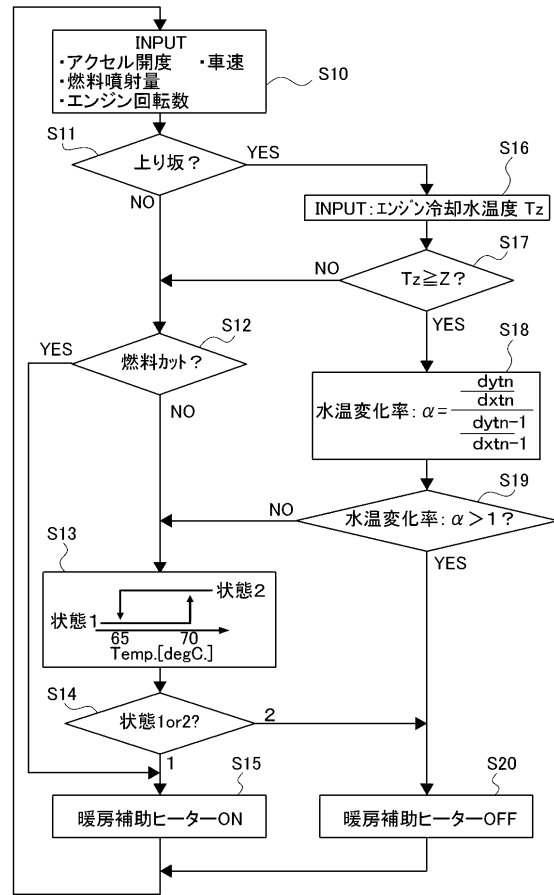 INPUT
・アクセル開度 ・車速
・燃料噴射量
・エンジン回転数
S10
S11
上り坂？
YES
NO
S16
INPUT：エンジン冷却水温度 Tz
S17
Tz≧Z？
NO
YES
S12
燃料カット？
YES
NO
S18
水温変化率：α＝
dytn
dxtn
dytn-1
dxtn-1
S19
水温変化率：α＞1？
NO
YES
S13
状態1
状態2
65 70
Temp.[degC.]
S14
状態1or2？
2
1
S15
暖房補助ヒーターON
S20
暖房補助ヒーターOFF